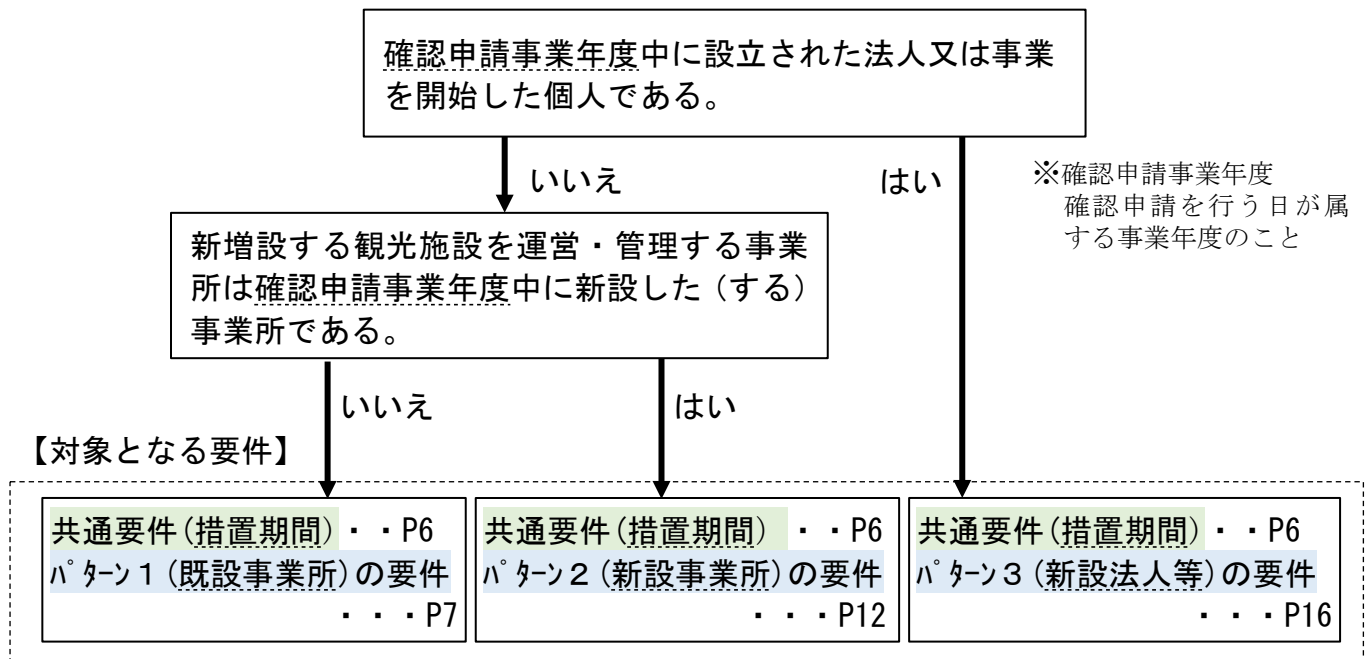 確認申請事業年度中に設立された法人又は事業
を開始した個人である。
いいえ
はい
※確認申請事業年度
確認申請を行う日が属
する事業年度のこと
新増設する観光施設を運営・管理する事業
所は確認申請事業年度中に新設した（する）
事業所である。
いいえ
はい
【対象となる要件】
共通要件(措置期間)・・P6
ﾊﾟﾀｰﾝ１(既設事業所)の要件
・・・P7
共通要件(措置期間) ・・P6
ﾊﾟﾀｰﾝ２(新設事業所)の要件
・・・P12
共通要件(措置期間)・・P6
ﾊﾟﾀｰﾝ３(新設法人等)の要件
・・・P16